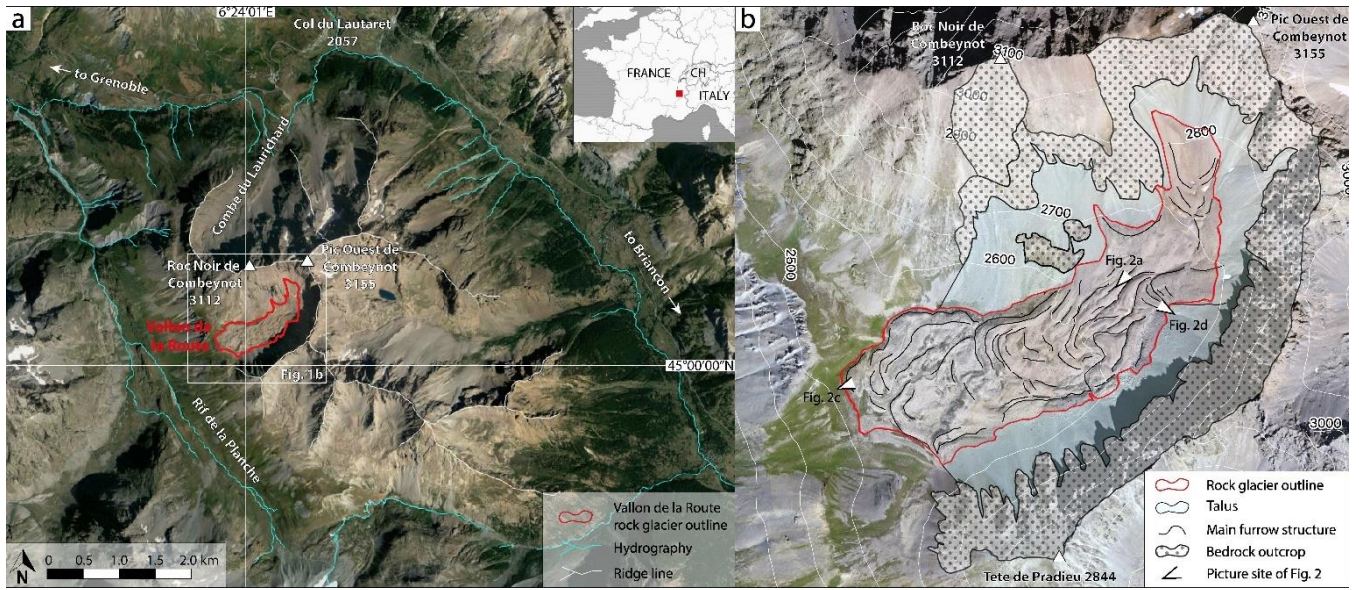 a
6°24'01"E
Col du Lautaret
2057
to Grenoble
FRANCE
CH
ITALY
Combe du Laurichard
to Briançon
Roc Noir de
Combeynot
3112
Pic Ouest de
Combeynot
3155
Vallon de
la Route
45°00'00"N
Fig. 1b
Rif de la Planche
Vallon de la Route
rock glacier outline
Hydrography
Ridge line
N
0 0.5 1.0 1.5 2.0 km
b
Roc Noir de
Combeynot
3112
3100
Pic Ouest de
Combeynot
3155
3000
2900
2800
2700
2600
2500
3000
3000
Fig. 2a
Fig. 2d
Fig. 2c
Tete de Pradieu 2844
Rock glacier outline
Talus
Main furrow structure
Bedrock outcrop
Picture site of Fig. 2